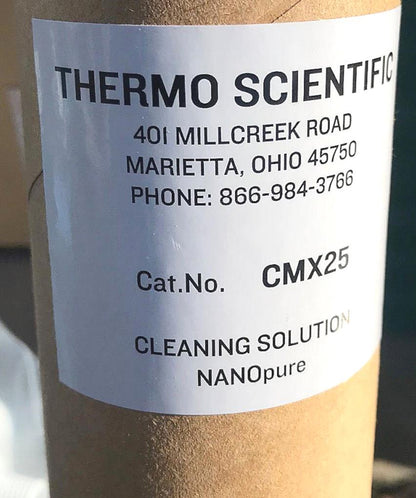 THERMO SCIENTIFIC
401 MILLCREEK ROAD
MARIETTA, OHIO 45750
PHONE: 866-984-3766
Cat.No. CMX25
CLEANING SOLUTION
NANOpure